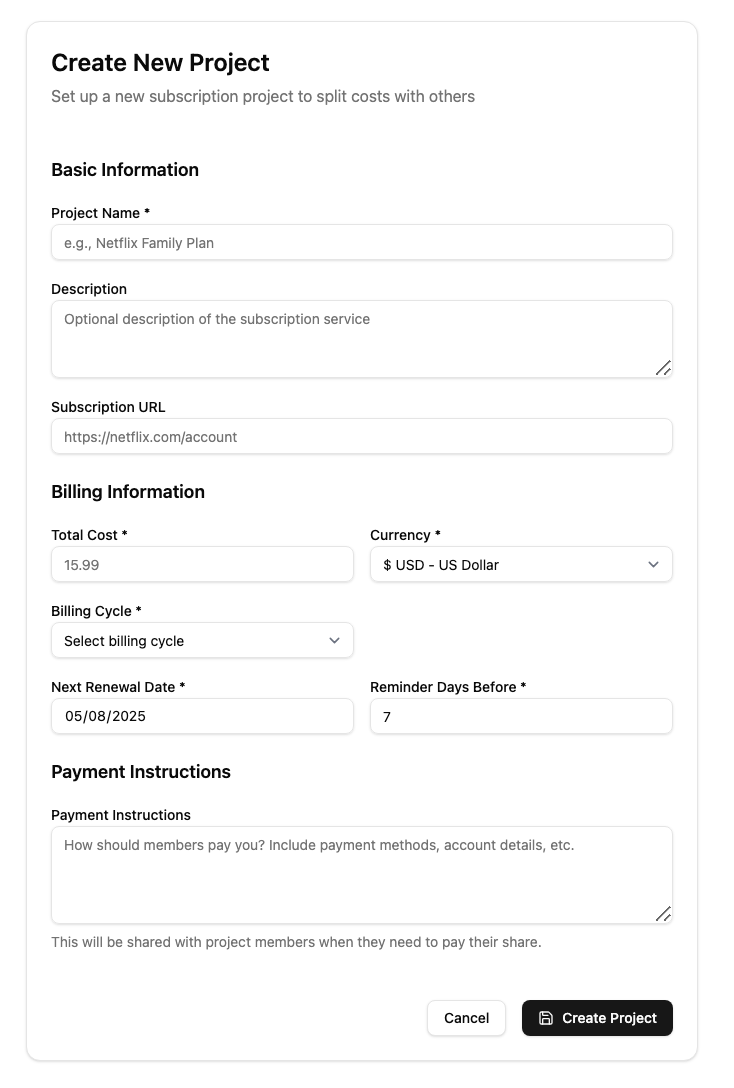 Create New Project
Set up a new subscription project to split costs with others
Basic Information
Project Name *
e.g., Netflix Family Plan
Description
Optional description of the subscription service
Subscription URL
https://netflix.com/account
Billing Information
Total Cost *
Currency *
15.99
$ USD - US Dollar
Billing Cycle *
Select billing cycle
Next Renewal Date *
Reminder Days Before *
05/08/2025
7
Payment Instructions
Payment Instructions
How should members pay you? Include payment methods, account details, etc.
This will be shared with project members when they need to pay their share.
Cancel
Create Project